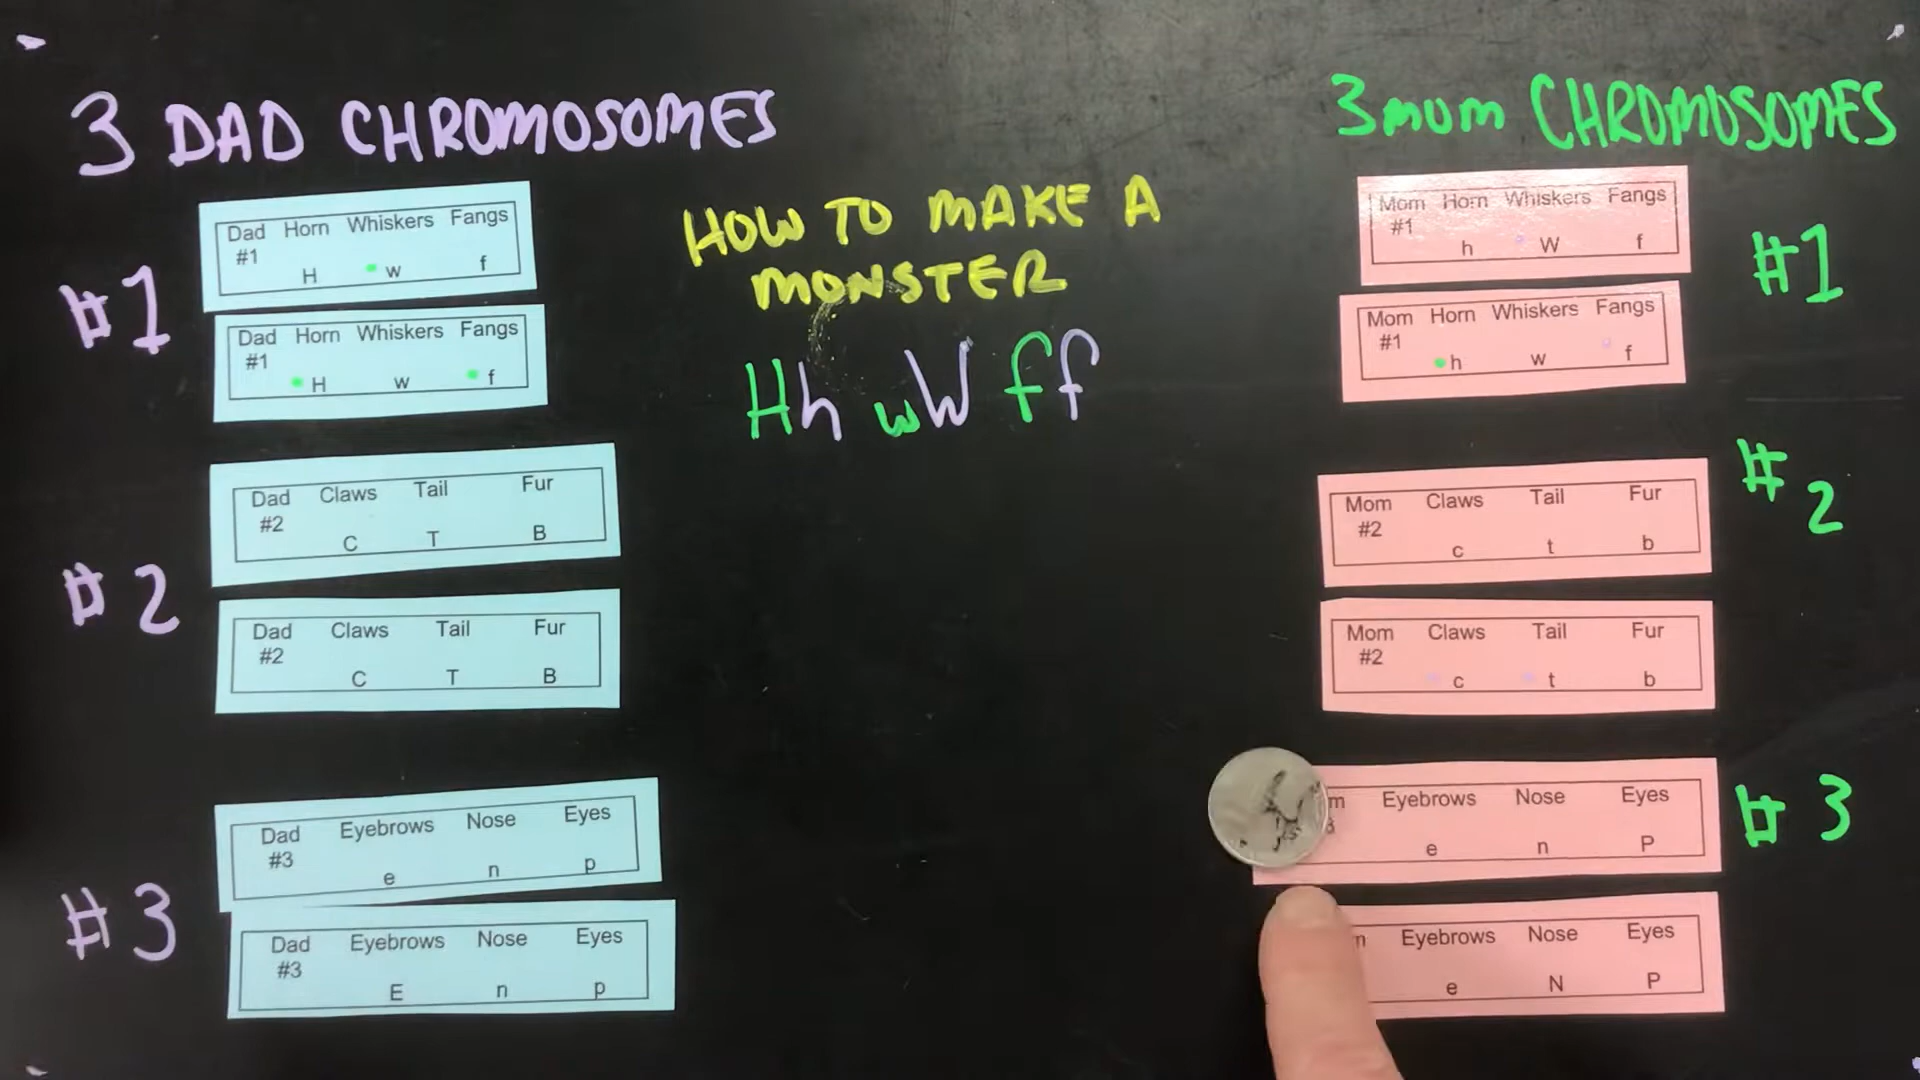 3 DAD CHROMOSOMES
3 mum CHROMOSOMES
HOW TO MAKE A
MONSTER
Hh wW ff
#1
Dad Horn Whiskers Fangs
#1 H w f
Dad Horn Whiskers Fangs
#1 H w f
#2
Dad Claws Tail Fur
#2 C T B
Dad Claws Tail Fur
#2 C T B
#3
Dad Eyebrows Nose Eyes
#3 e n p
Dad Eyebrows Nose Eyes
#3 E n p
Mom Horn Whiskers Fangs
#1 h W f
#1
Mom Horn Whiskers Fangs
#1 h w f
Mom Claws Tail Fur
#2 c t b
#2
Mom Claws Tail Fur
#2 c t b
Eyebrows Nose Eyes
e n P
#3
Eyebrows Nose Eyes
e N P